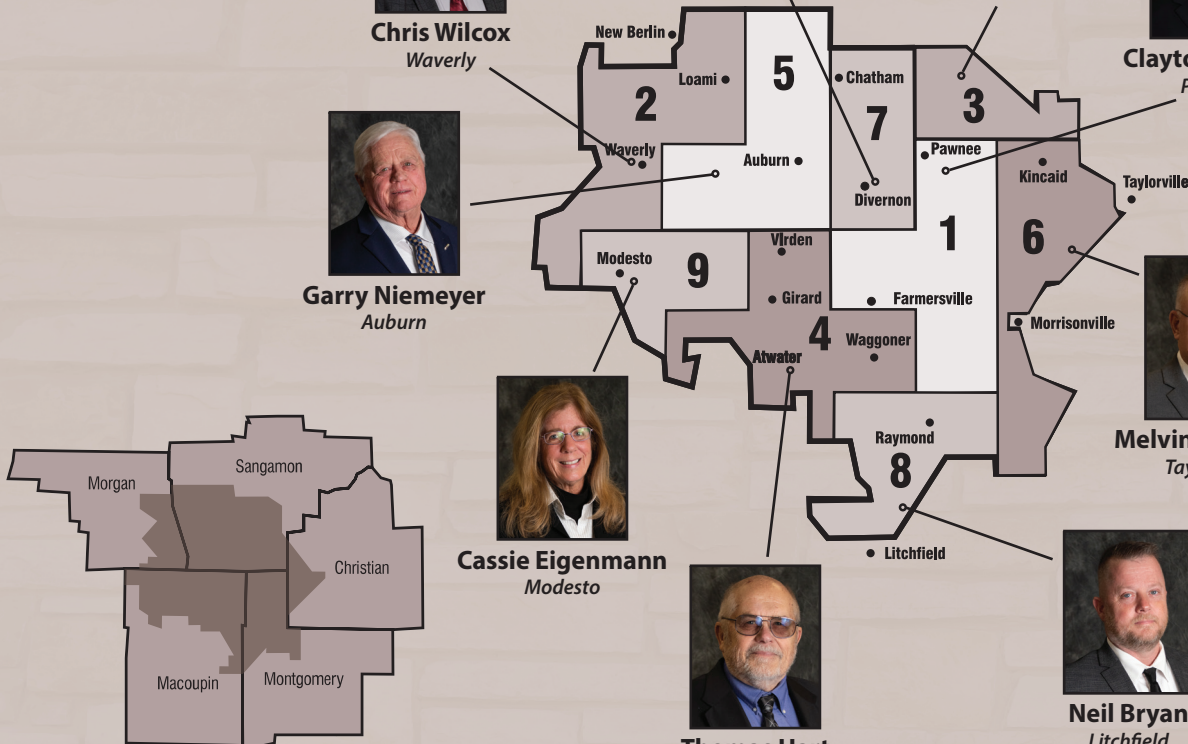 Chris Wilcox
Waverly
Garry Niemeyer
Auburn
Cassie Eigenmann
Modesto
Neil Bryan
Litchfield
Melvin
New Berlin
Loami
2
Waverly
5
Auburn
Chatham
7
Divernon
3
Pawnee
1
Farmersville
Kincaid
6
Taylorville
Morrisonville
Modesto
9
Virden
Girard
4
Waggoner
Atwater
Raymond
8
Litchfield
Morgan
Sangamon
Christian
Macoupin
Montgomery